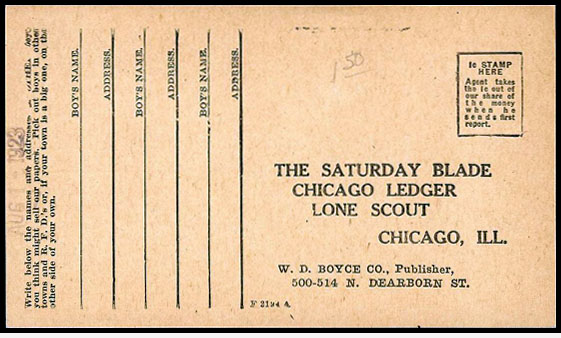 Write below the names and addresses boys
you think might sell our papers. Pick out boys in other
towns and R. F. D.'s or, if your town is a big one, on the
other side of your own.
AUG 1923
BOY'S NAME.
ADDRESS.
BOY'S NAME.
ADDRESS.
BOY'S NAME.
ADDRESS.
150
1c STAMP
HERE
Agent takes
the 1c out of
our share of
the money
when he
sends first
report.
THE SATURDAY BLADE
CHICAGO LEDGER
LONE SCOUT
CHICAGO, ILL.
W. D. BOYCE CO., Publisher,
500-514 N. DEARBORN ST.
F 2194 A